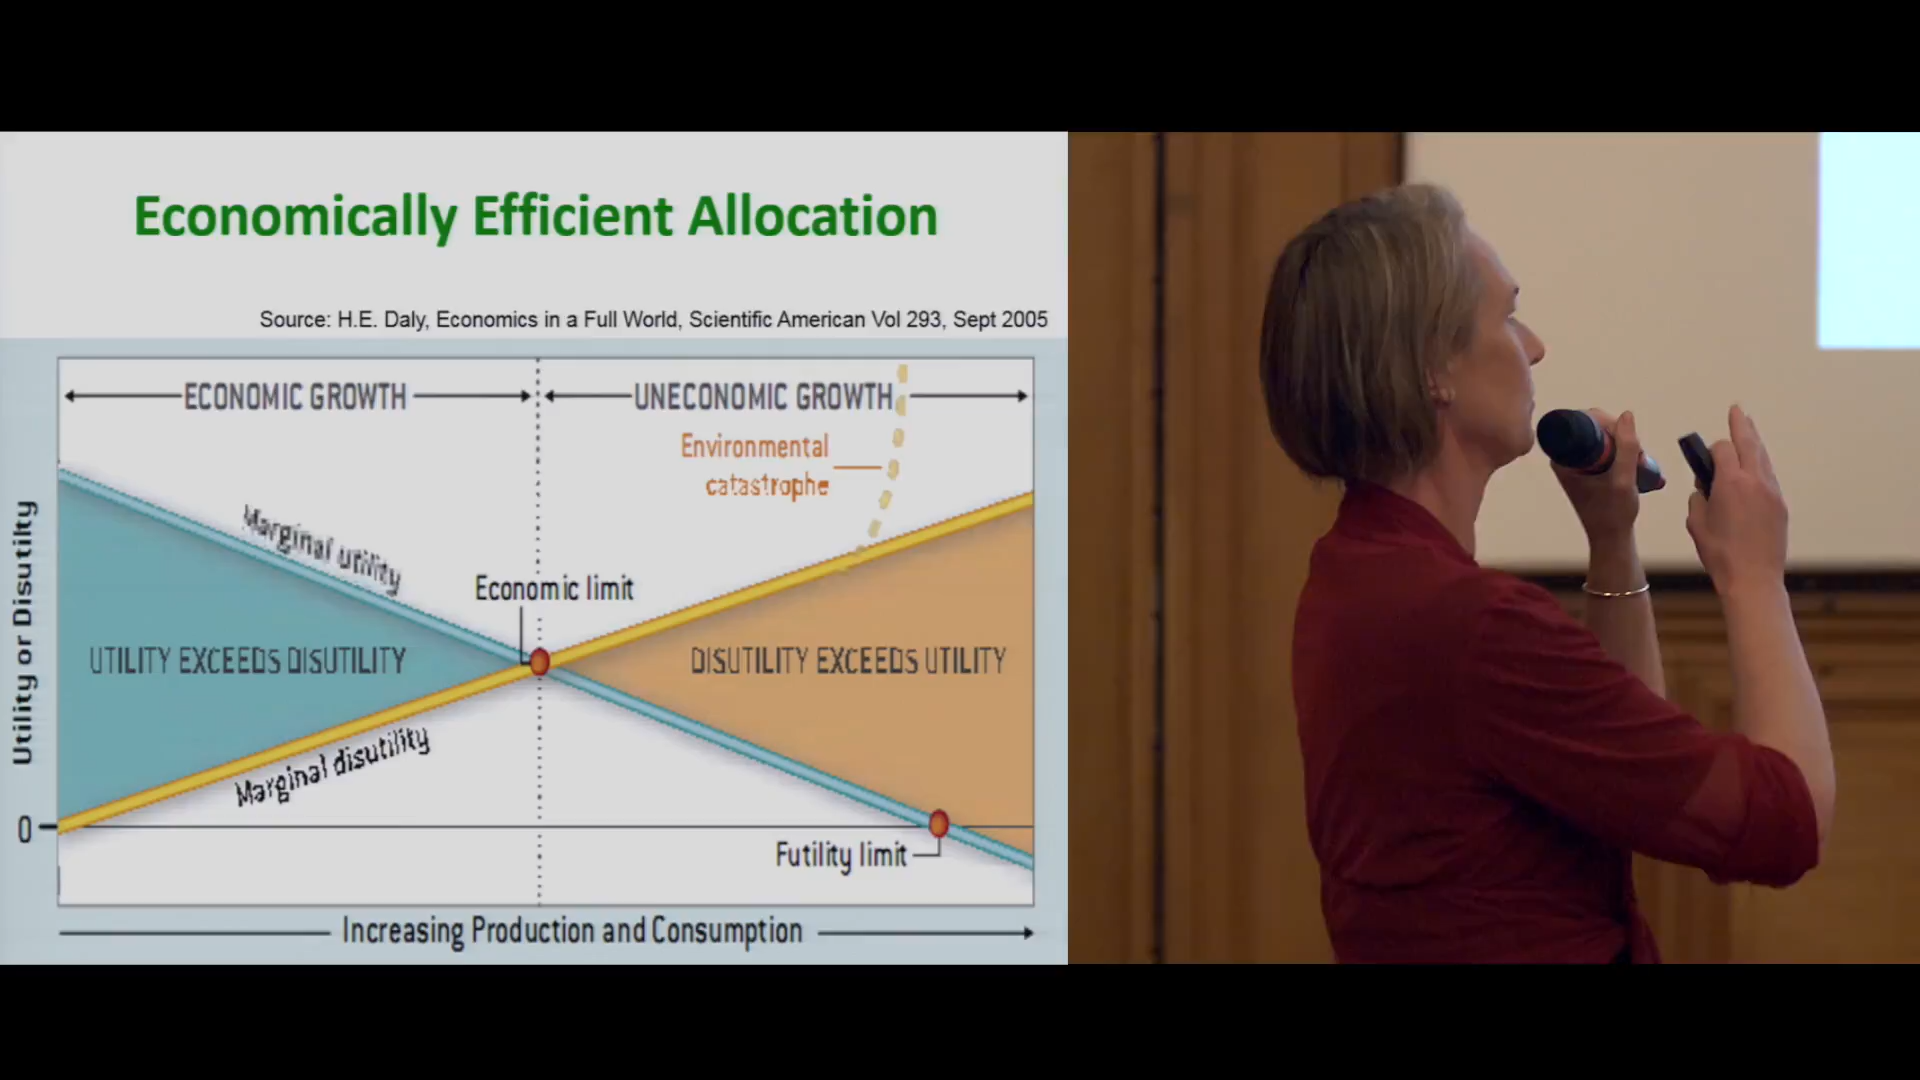 Economically Efficient Allocation
Source: H.E. Daly, Economics in a Full World, Scientific American Vol 293, Sept 2005
ECONOMIC GROWTH
UNECONOMIC GROWTH
Environmental
catastrophe
Marginal utility
Economic limit
UTILITY EXCEEDS DISUTILITY
DISUTILITY EXCEEDS UTILITY
Utility or Disutilty
Marginal disutility
0
Futility limit
Increasing Production and Consumption